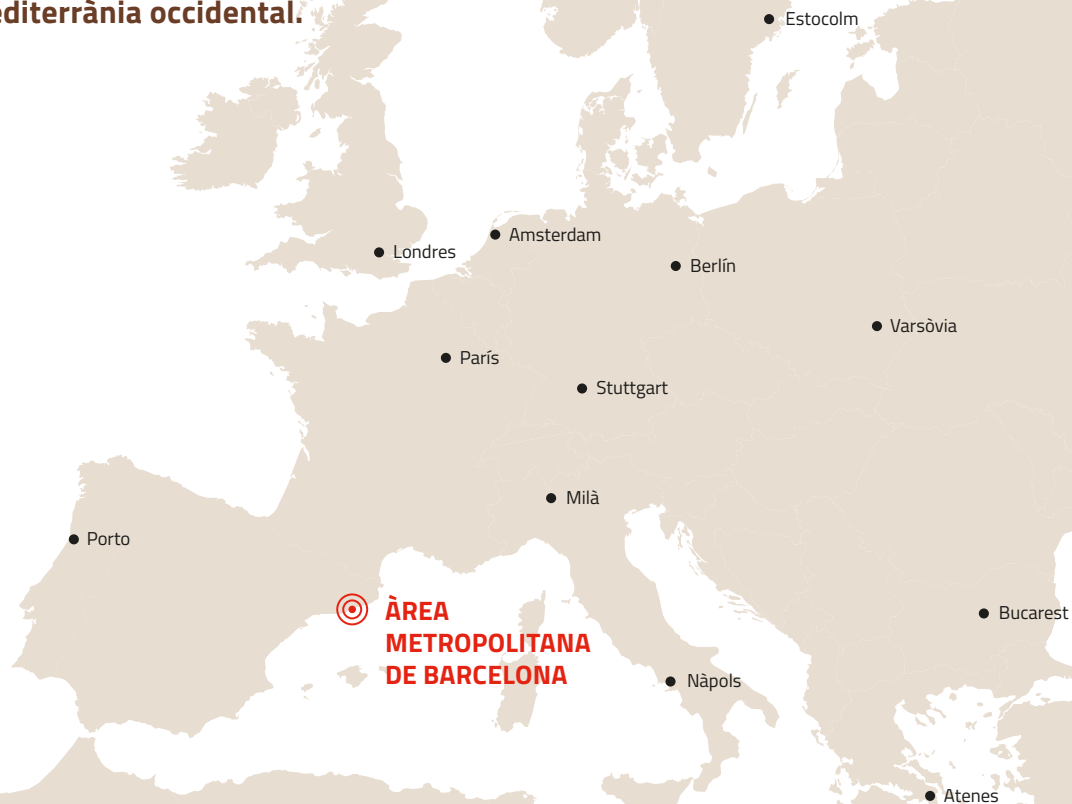 editerrània occidental.
Estocolm
Amsterdam
Londres
Berlín
Varsòvia
París
Stuttgart
Milà
Porto
ÀREA
METROPOLITANA
DE BARCELONA
Bucarest
Nàpols
Atenes